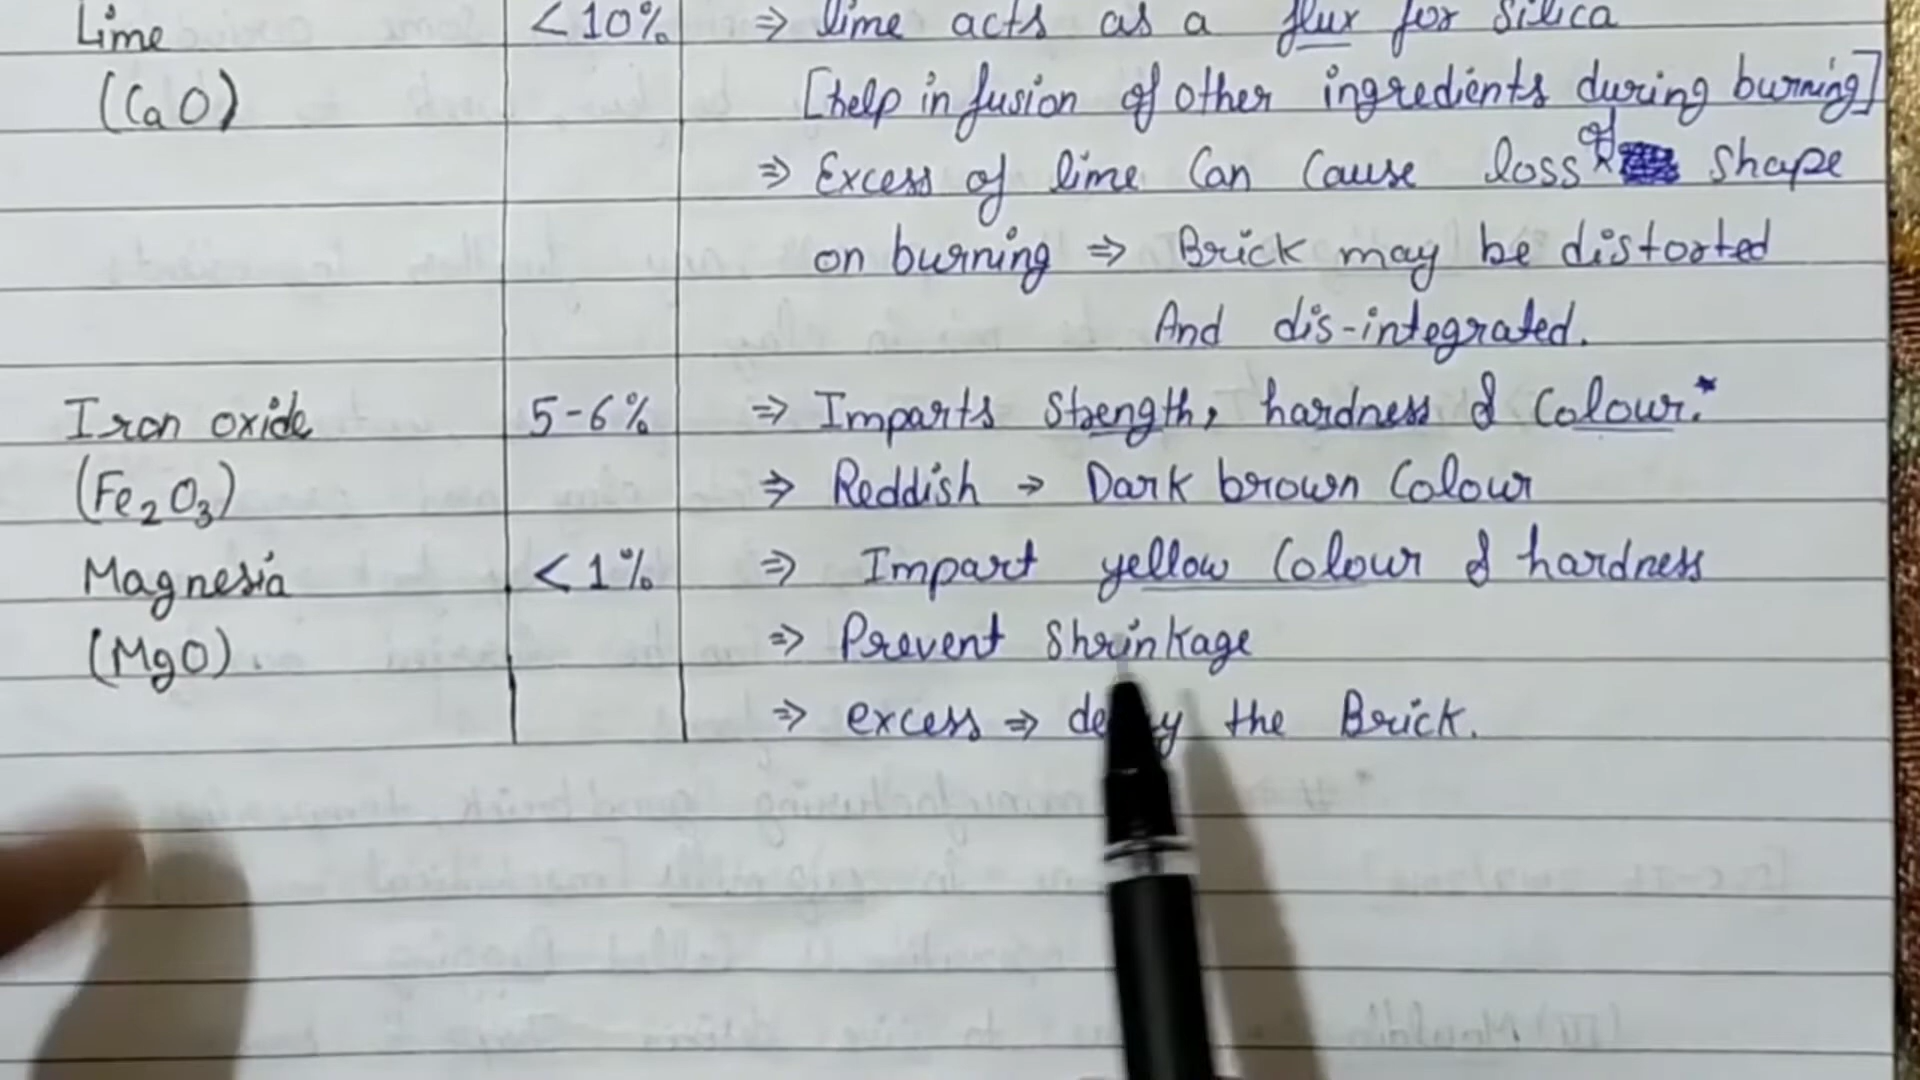 Lime <10% ⇒ lime acts as a flux for Silica
(CaO) [help in fusion of other ingredients during burning]
⇒ Excess of lime Can Cause loss of shape
on burning ⇒ Brick may be distorted
And dis-integrated.
Iron oxide 5-6% ⇒ Imparts Strength, hardness & Colour.*
(Fe2O3) ⇒ Reddish → Dark brown Colour
Magnesia <1% ⇒ Impart yellow Colour & hardness
(MgO) ⇒ Prevent Shrinkage
⇒ excess ⇒ the Brick.